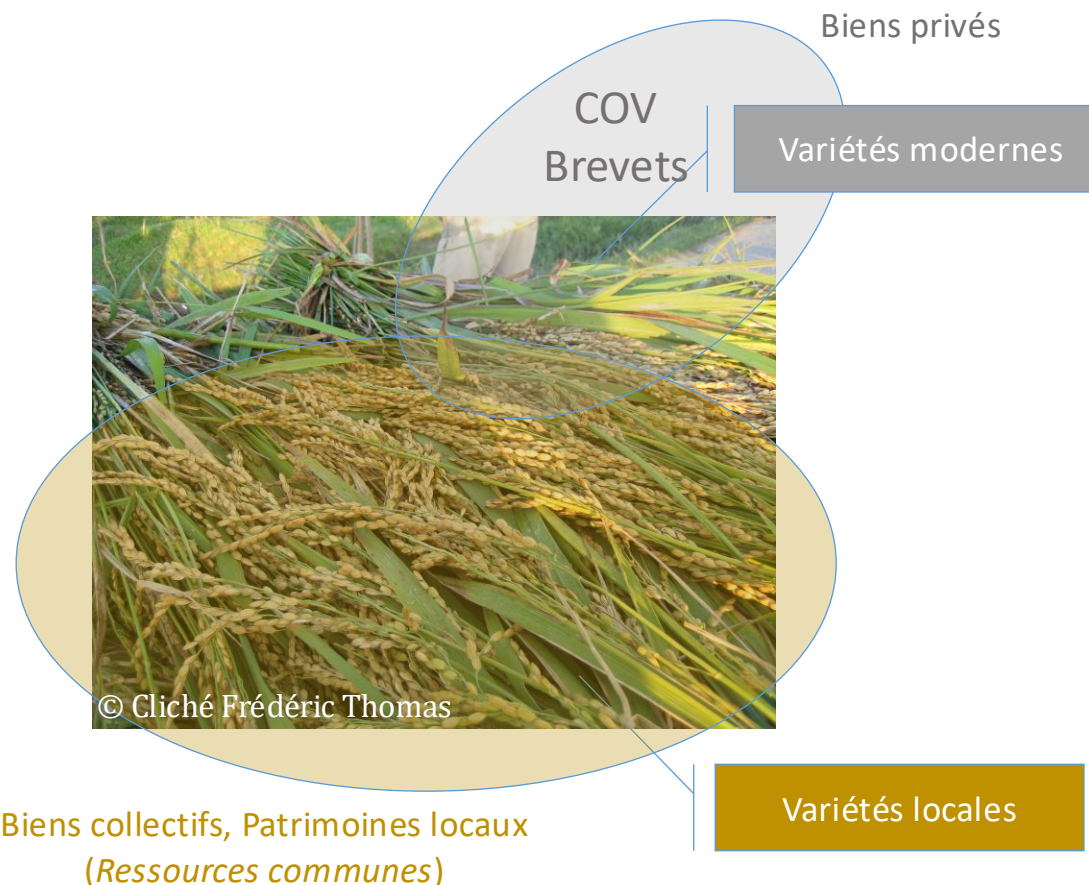 Biens privés
COV
Brevets
Variétés modernes
© Cliché Frédéric Thomas
Variétés locales
Biens collectifs, Patrimoines locaux
(Ressources communes)